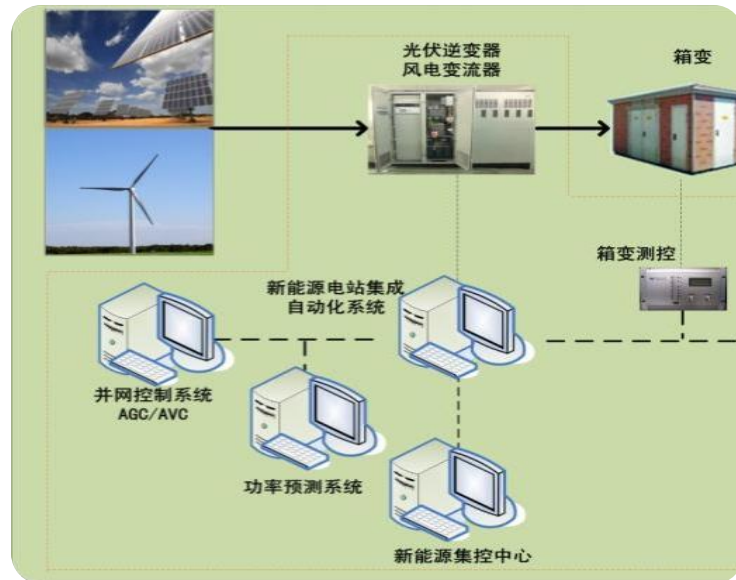 光伏逆变器
风电变流器
箱变
箱变测控
新能源电站集成
自动化系统
并网控制系统
AGC/AVC
功率预测系统
新能源集控中心